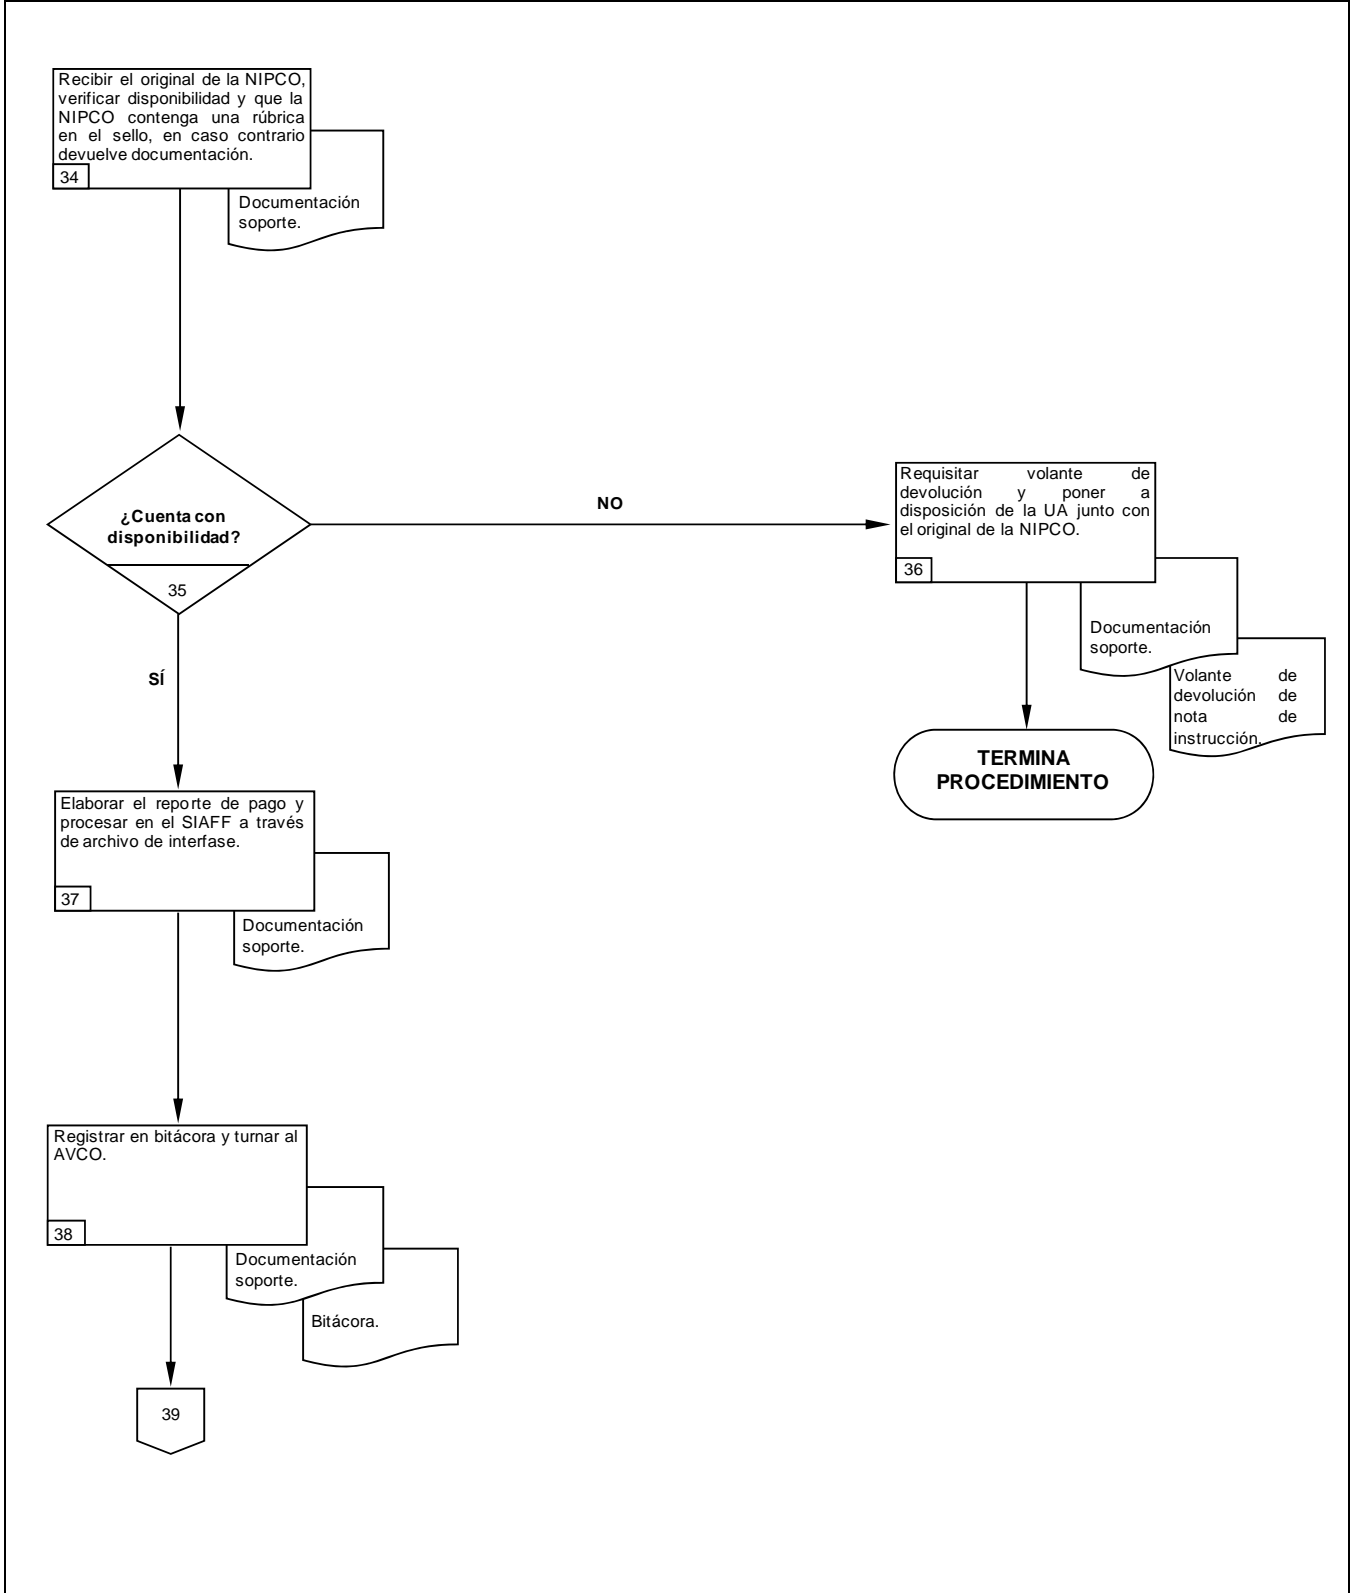 Recibir el original de la NIPCO,
verificar disponibilidad y que la
NIPCO contenga una rúbrica
en el sello, en caso contrario
devuelve documentación.
34
Documentación
soporte.
¿Cuenta con
disponibilidad?
35
NO
Requisitar volante de
devolución y poner a
disposición de la UA junto con
el original de la NIPCO.
36
Documentación
soporte.
Volante de
devolución de
nota de
instrucción.
TERMINA
PROCEDIMIENTO
SÍ
Elaborar el reporte de pago y
procesar en el SIAFF a través
de archivo de interfase.
37
Documentación
soporte.
Registrar en bitácora y turnar al
AVCO.
38
Documentación
soporte.
Bitácora.
39